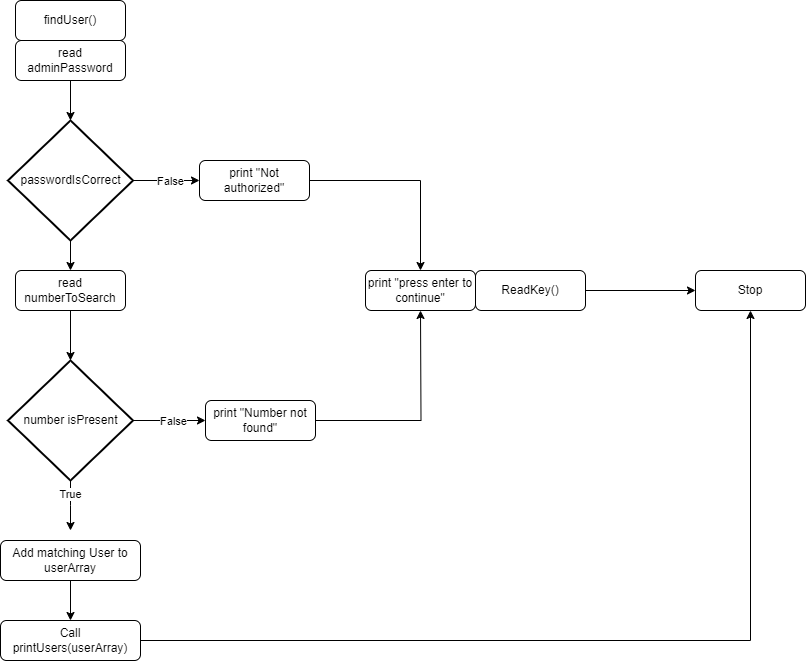 findUser()
read
adminPassword
passwordIsCorrect
False
print "Not
authorized"
read
numberToSearch
print "press enter to
continue"
ReadKey()
Stop
number isPresent
False
print "Number not
found"
True
Add matching User to
userArray
Call
printUsers(userArray)